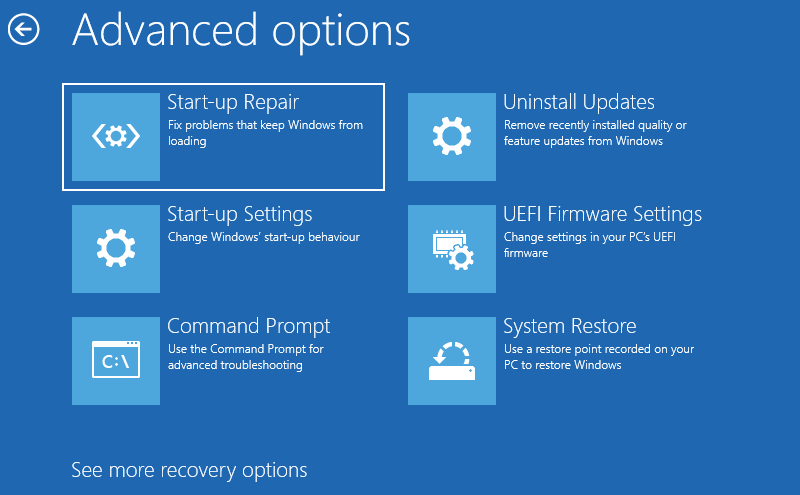 Advanced options
Start-up Repair
Fix problems that keep Windows from
loading
Uninstall Updates
Remove recently installed quality or
feature updates from Windows
Start-up Settings
Change Windows' start-up behaviour
UEFI Firmware Settings
Change settings in your PC's UEFI
firmware
C:\
Command Prompt
Use the Command Prompt for
advanced troubleshooting
System Restore
Use a restore point recorded on your
PC to restore Windows
See more recovery options